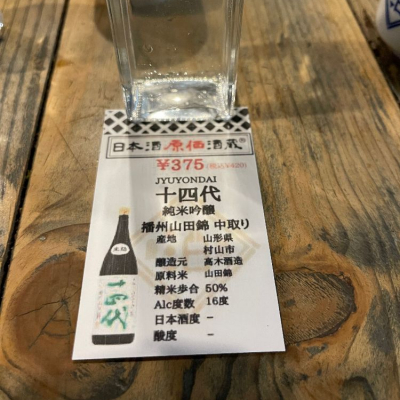 日本酒原価酒蔵
¥375
JYUYONDAI
十四代
純米吟醸
播州山田錦 中取り
産地 山形県
村山市
醸造元 高木酒造
原料米 山田錦
精米歩合 50%
Alc度数 16度
日本酒度 -
酸度 -
十四代